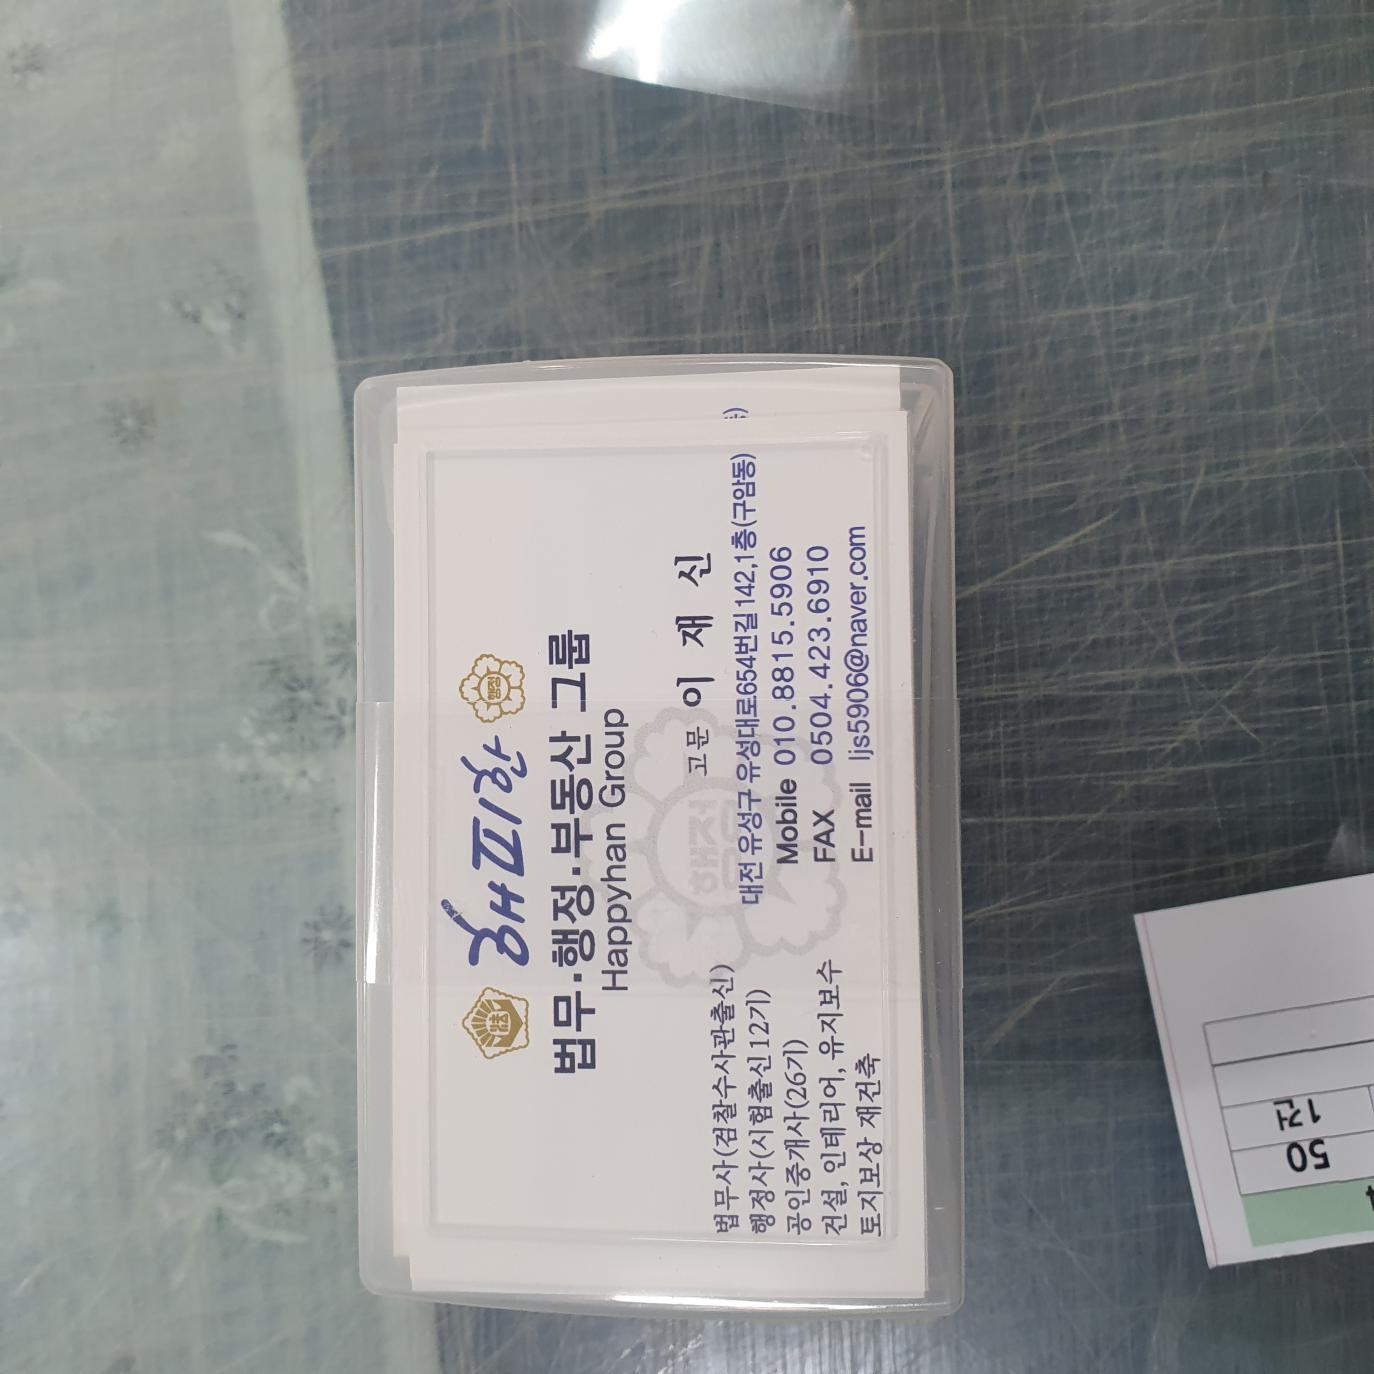 해피한
행정
법무·행정·부동산 그룹
Happyhan Group
고문 이 재 신
대전 유성구 유성대로654번길 142,1층(구암동)
Mobile 010.8815.5906
FAX 0504.423.6910
E-mail ljs5906@naver.com
법무사(검찰수사관출신)
행정사(시험출신12기)
공인중개사(26기)
건설, 인테리어, 유지보수
토지보상 재건축
50
1건